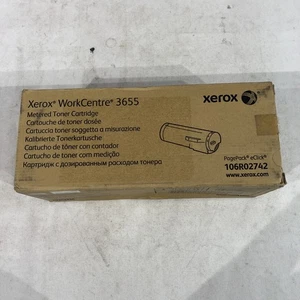 Xerox® WorkCentre® 3655
Metered Toner Cartridge
Cartouche de toner dosée
Cartuccia toner soggetta a misurazione
Kalibrierte Tonerkartusche
Cartucho de tóner con contador
Cartucho de toner com medição
Картридж с дозированным расходом тонера
xerox
PagePack® eClick®
106R02742
www.xerox.com